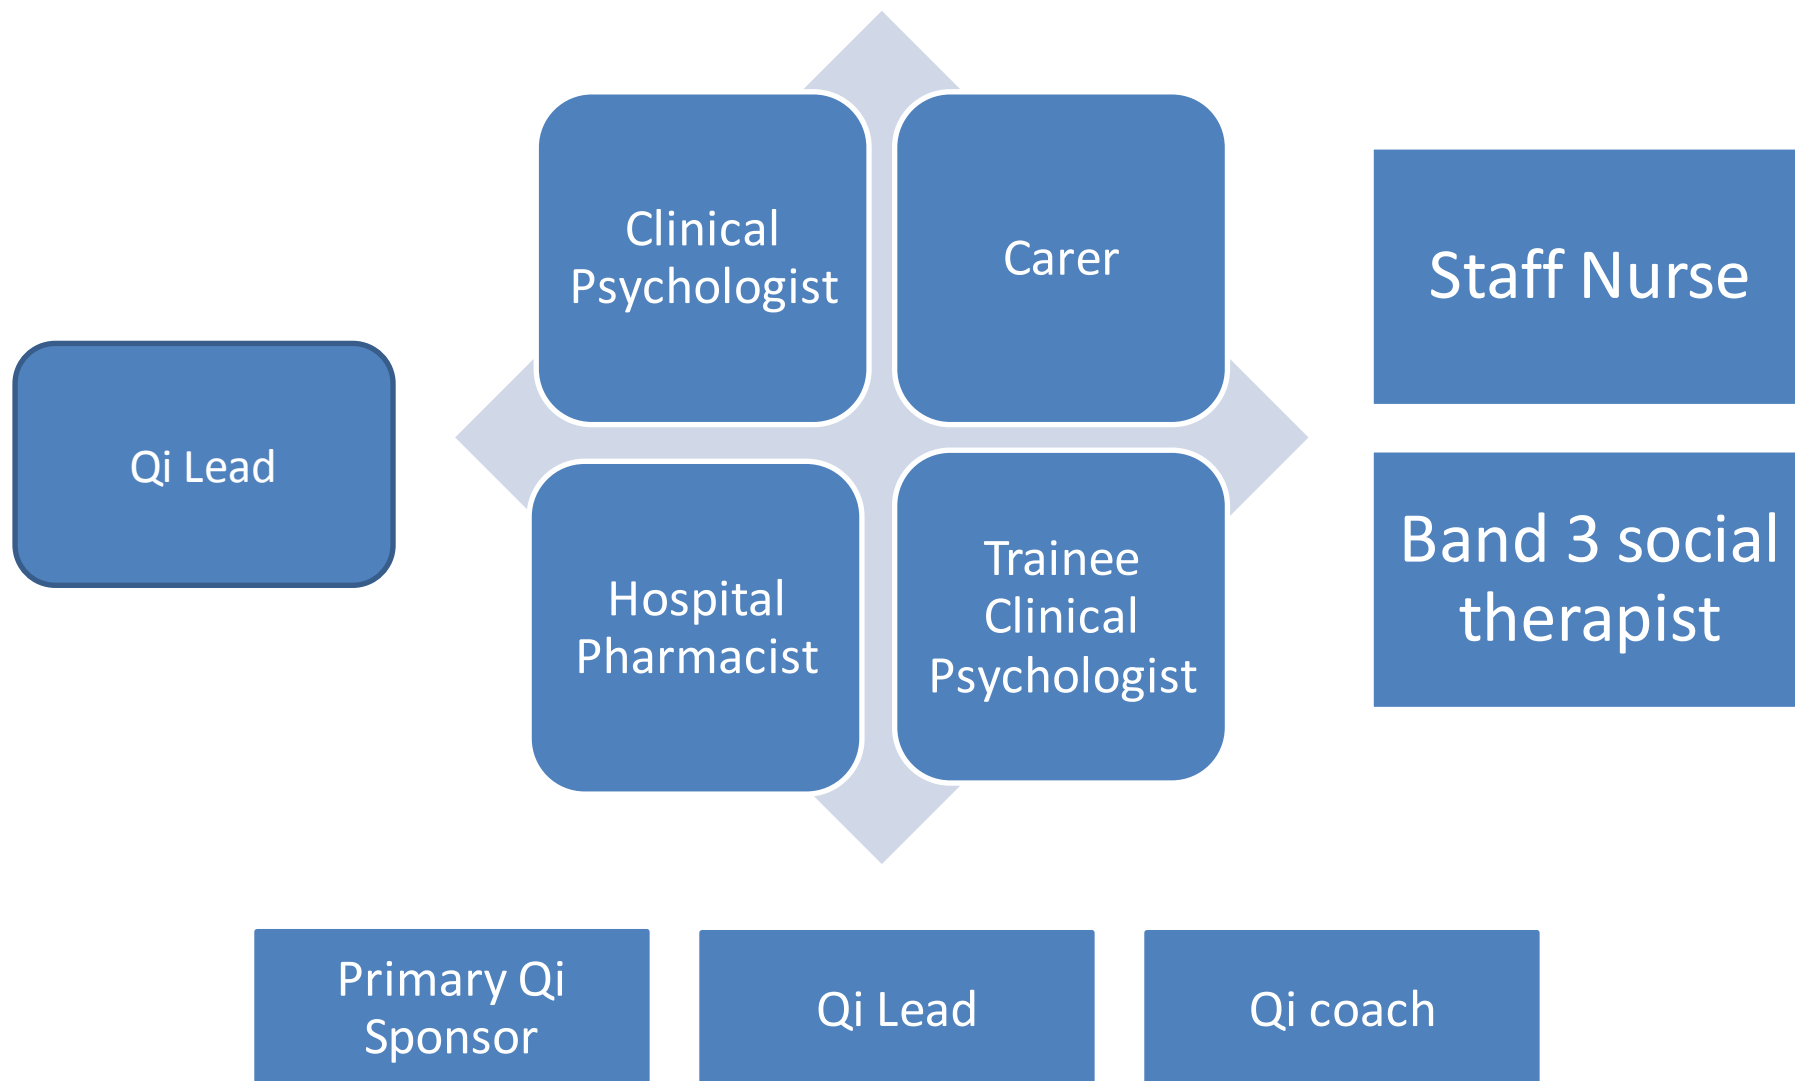 Clinical
Psychologist
Carer
Staff Nurse
Qi Lead
Hospital
Pharmacist
Trainee
Clinical
Psychologist
Band 3 social
therapist
Primary Qi
Sponsor
Qi Lead
Qi coach